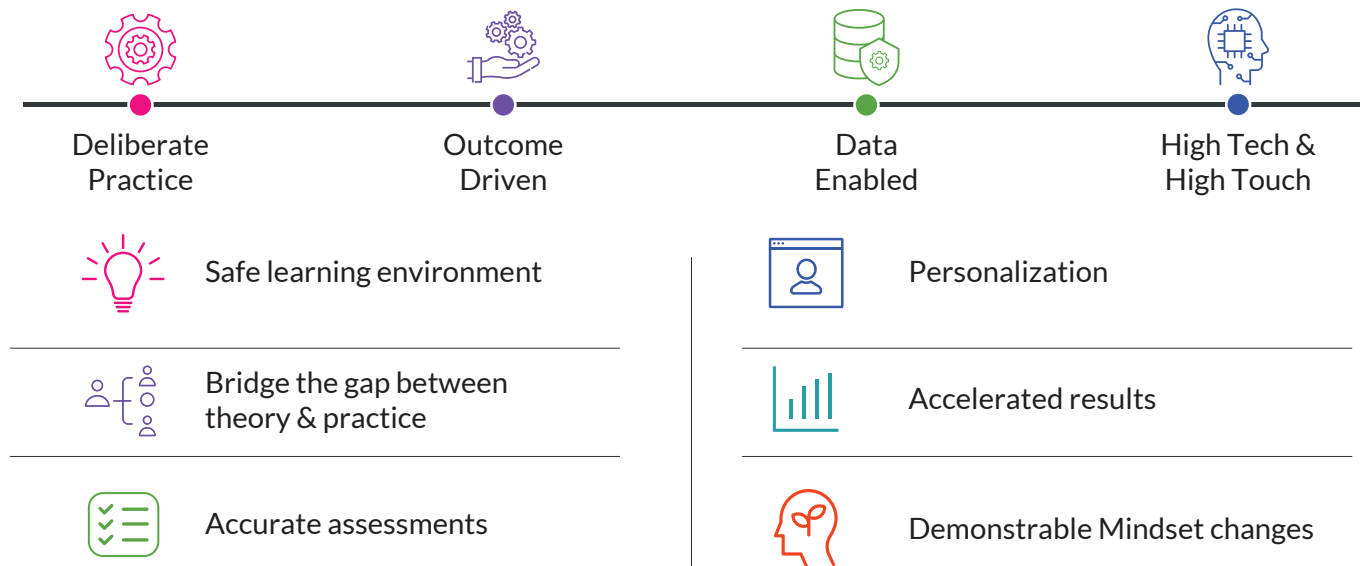 Deliberate
Practice
Outcome
Driven
Data
Enabled
High Tech &
High Touch
Safe learning environment
Bridge the gap between
theory & practice
Accurate assessments
Personalization
Accelerated results
Demonstrable Mindset changes